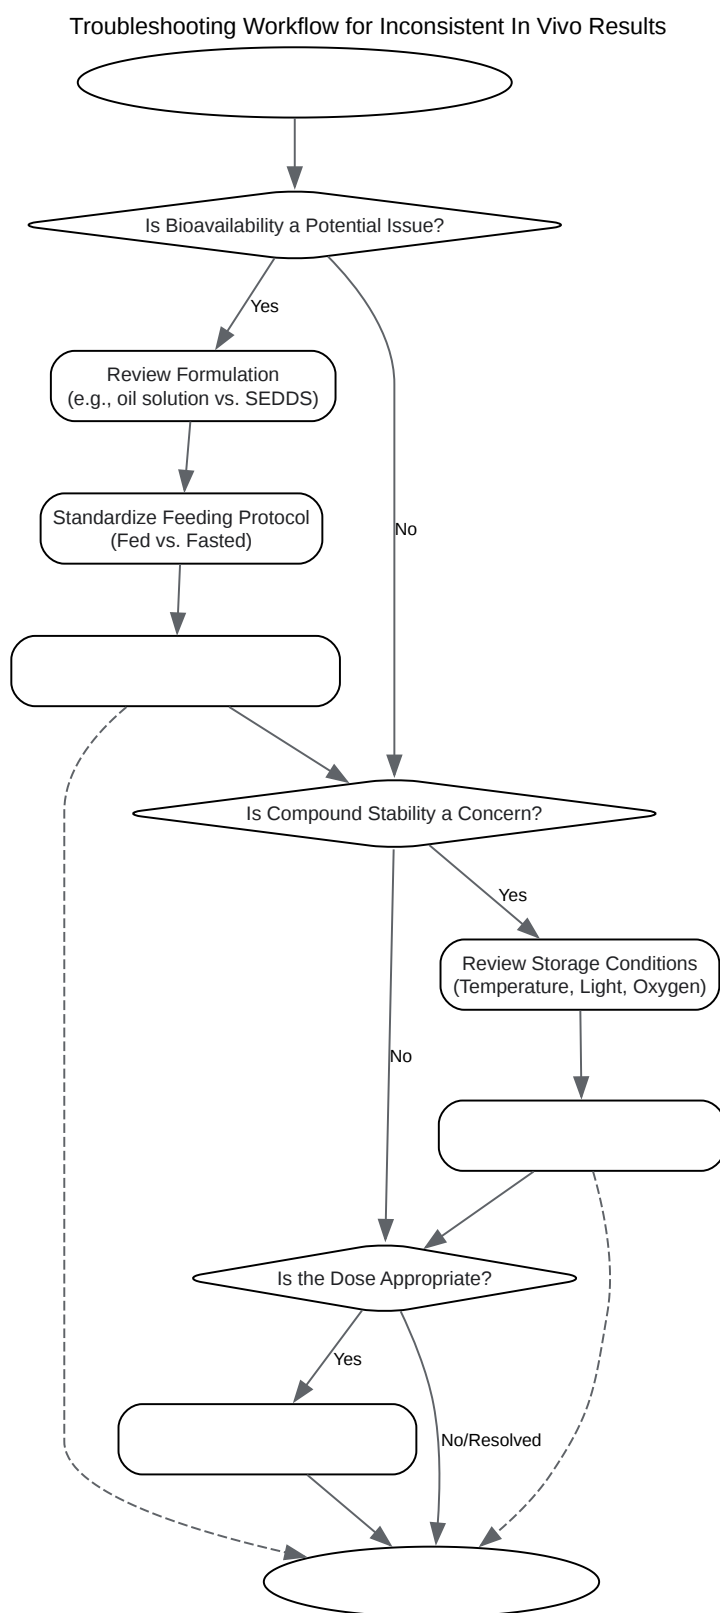 Troubleshooting Workflow for Inconsistent In Vivo Results
Is Bioavailability a Potential Issue?
Yes
Review Formulation
(e.g., oil solution vs. SEDDS)
Standardize Feeding Protocol
(Fed vs. Fasted)
No
Is Compound Stability a Concern?
Yes
Review Storage Conditions
(Temperature, Light, Oxygen)
No
Is the Dose Appropriate?
Yes
No/Resolved